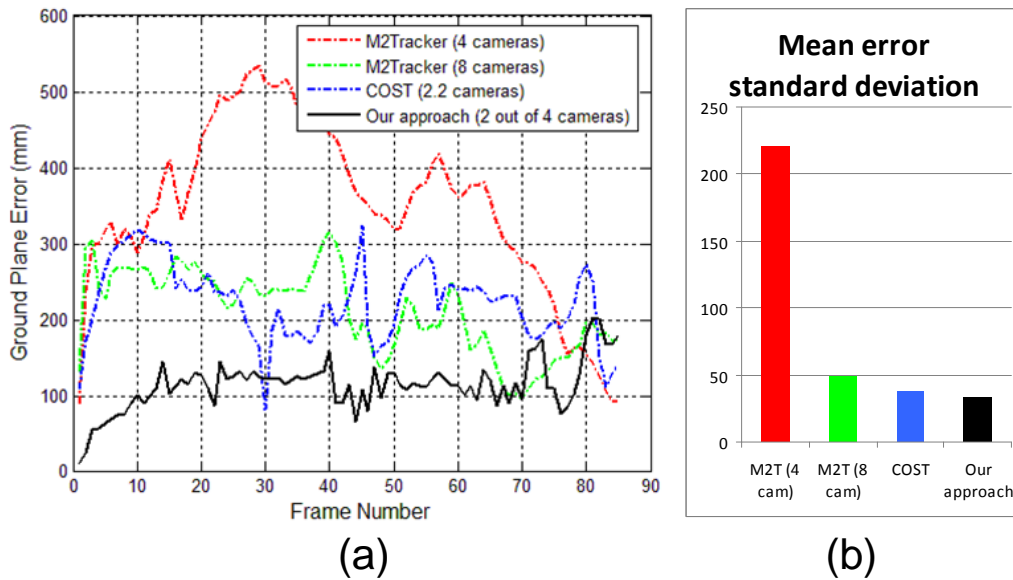 600
500
400
300
200
100
0
Ground Plane Error (mm)
M2Tracker (4 cameras)
M2Tracker (8 cameras)
COST (2.2 cameras)
Our approach (2 out of 4 cameras)
0 10 20 30 40 50 60 70 80 90
Frame Number
(a)
Mean error
standard deviation
250
200
150
100
50
0
M2T (4 M2T (8 COST Our
cam) cam) approach
(b)